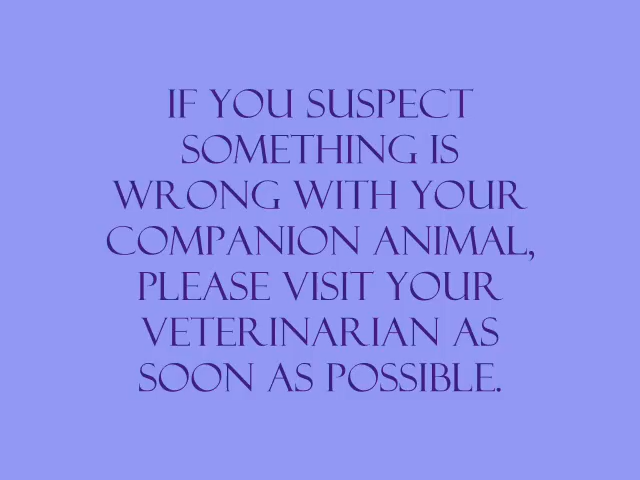 IF YOU SUSPECT
SOMETHING IS
WRONG WITH YOUR
COMPANION ANIMAL,
PLEASE VISIT YOUR
VETERINARIAN AS
SOON AS POSSIBLE.